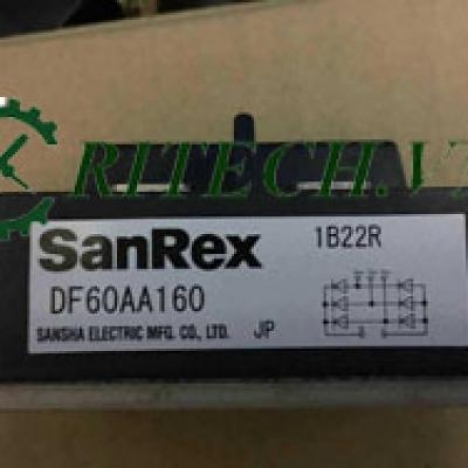 RITECH.V
SanRex 1B22R
DF60AA160
SANSHA ELECTRIC MFG. CO., LTD. JP